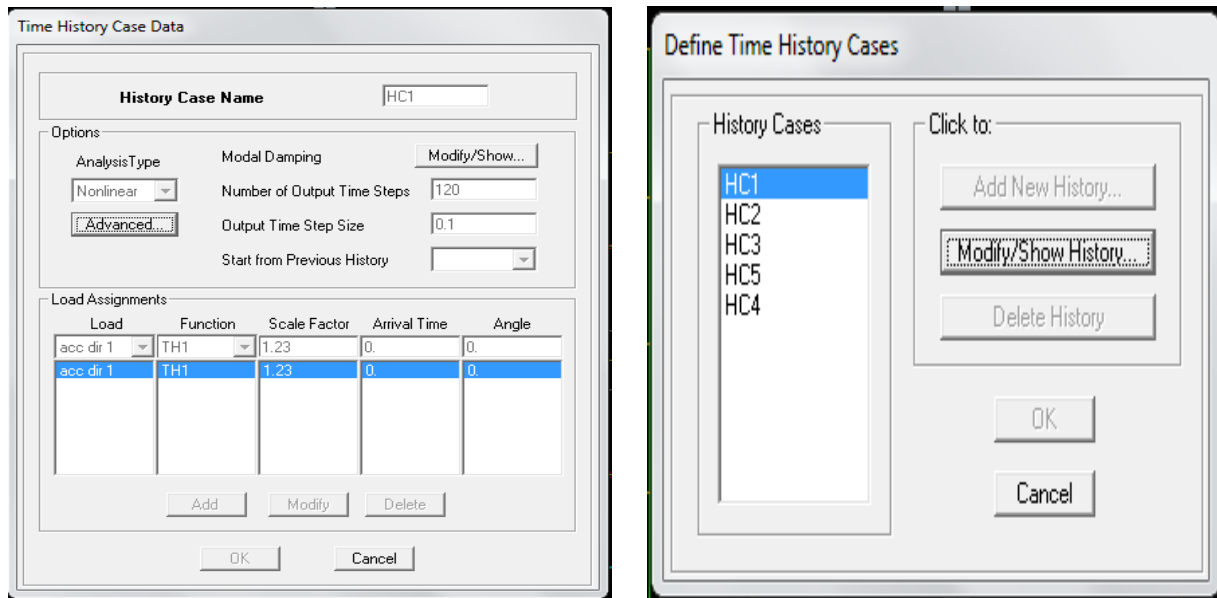 Time History Case Data
History Case Name HC1
Options
AnalysisType
Nonlinear
Advanced...
Modal Damping Modify/Show...
Number of Output Time Steps 120
Output Time Step Size 0.1
Start from Previous History
Load Assignments
Load Function Scale Factor Arrival Time Angle
acc dir 1 TH1 1.23 0. 0.
acc dir 1 TH1 1.23 0. 0.
Add Modify Delete
OK Cancel
Define Time History Cases
History Cases
HC1
HC2
HC3
HC5
HC4
Click to:
Add New History...
Modify/Show History...
Delete History
OK
Cancel